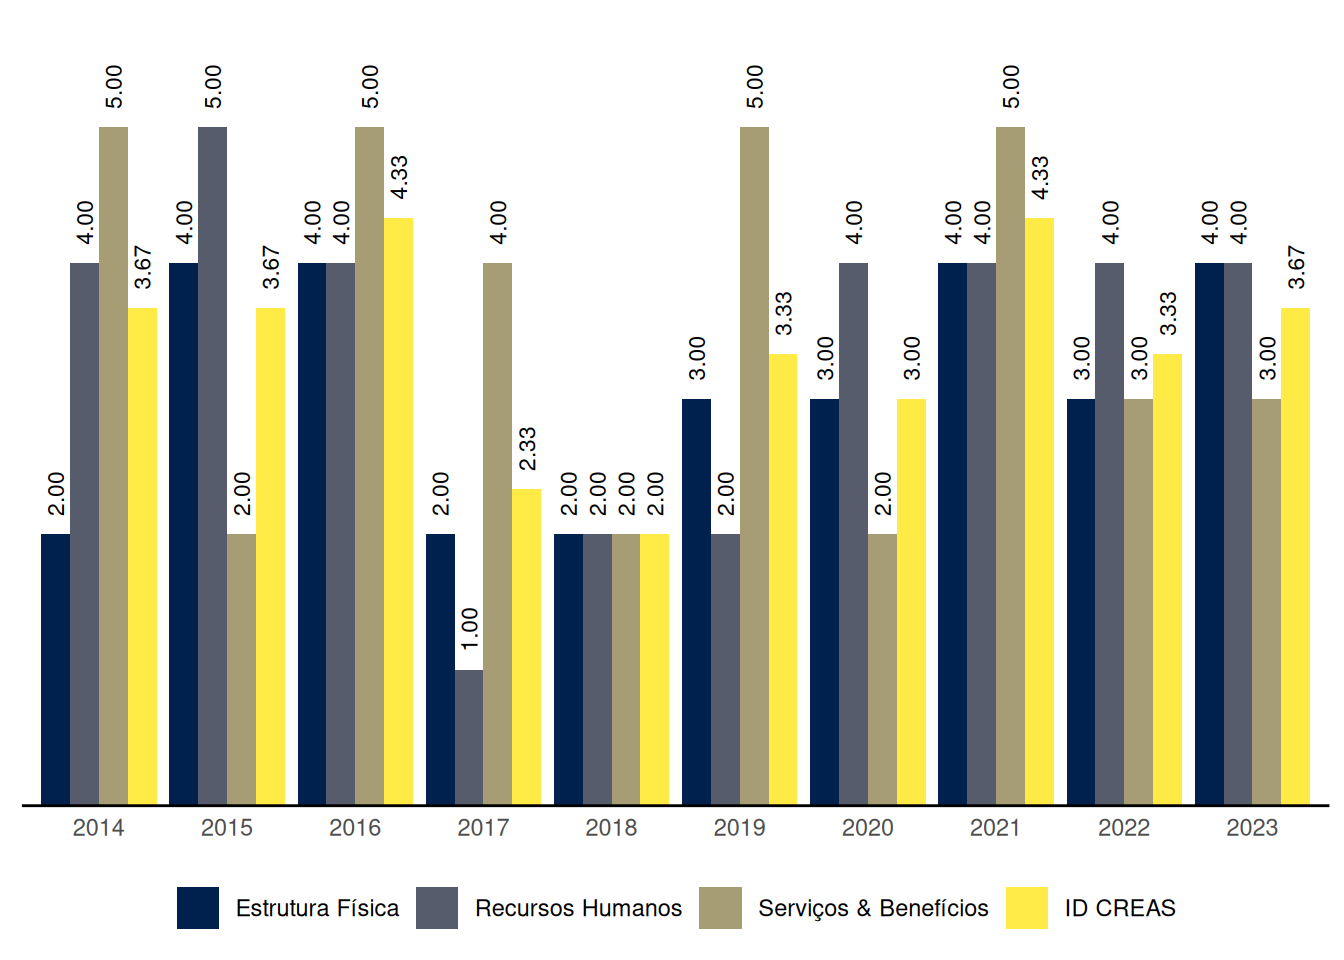 2.00 4.00 5.00 3.67
4.00 5.00 2.00 3.67
4.00 4.00 5.00 4.33
2.00 1.00 4.00 2.33
2.00 2.00 2.00 2.00
3.00 2.00 5.00 3.33
3.00 4.00 2.00 3.00
4.00 4.00 5.00 4.33
3.00 4.00 3.00 3.33
4.00 4.00 3.00 3.67
2014 2015 2016 2017 2018 2019 2020 2021 2022 2023
Estrutura Física Recursos Humanos Serviços & Benefícios ID CREAS